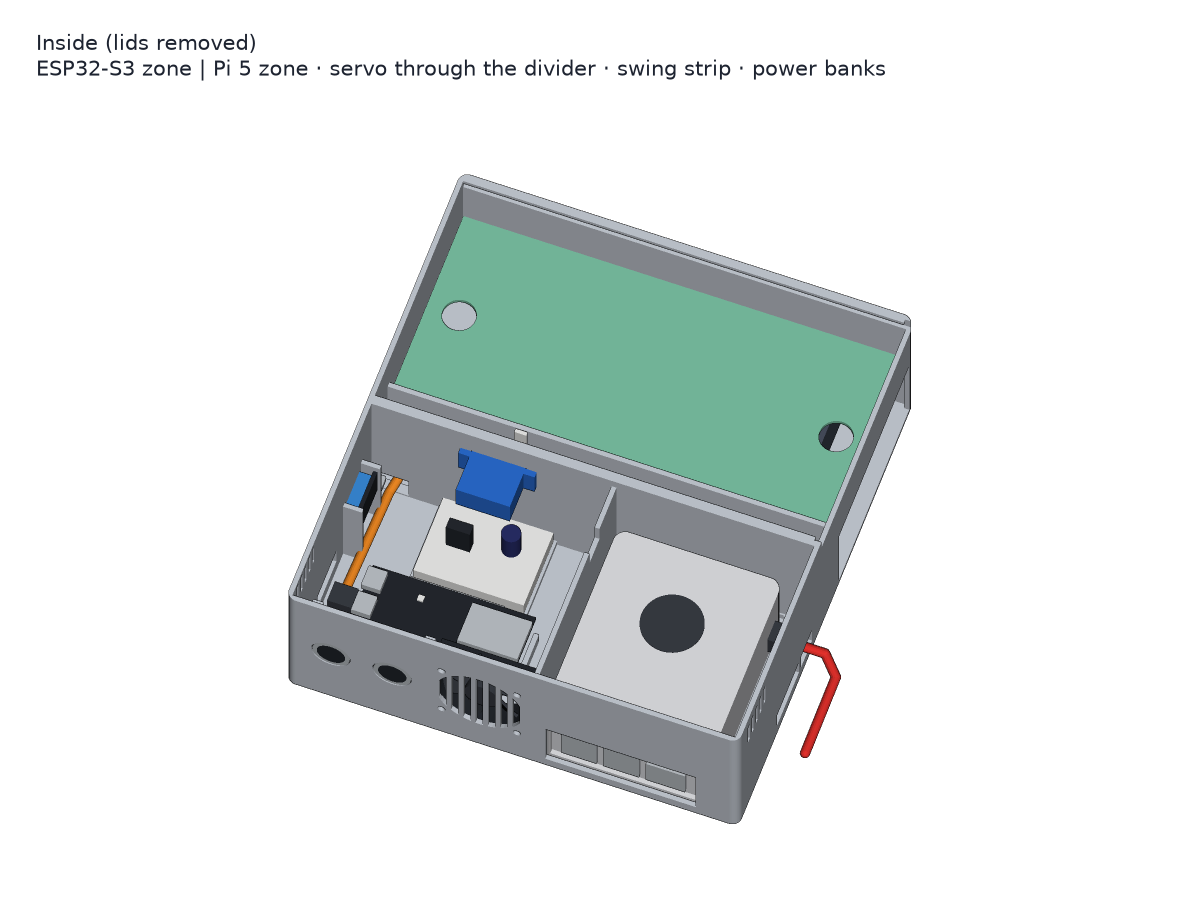 Inside (lids removed)
ESP32-S3 zone | Pi 5 zone · servo through the divider · swing strip · power banks